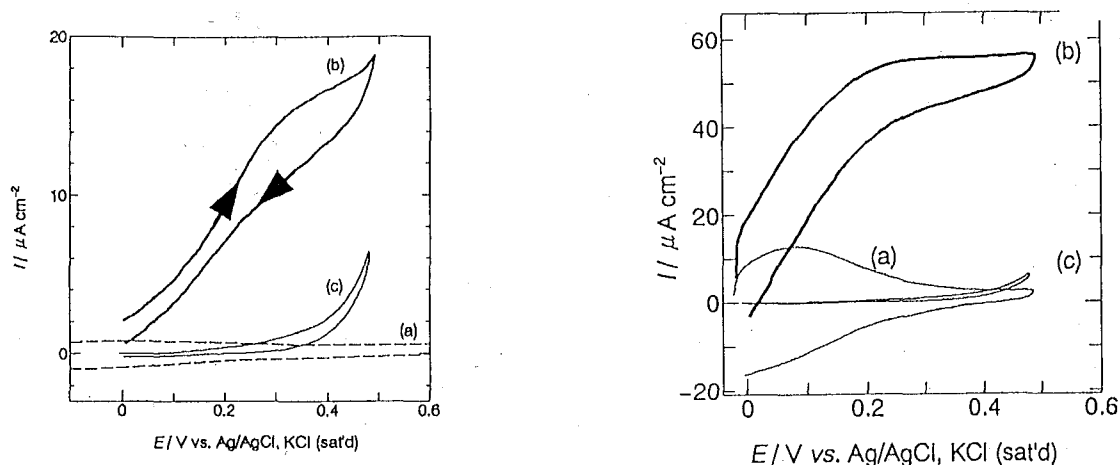 20
10
0
I / µA cm⁻²
(b)
(c)
(a)
0
0.2
0.4
0.6
E / V vs. Ag/AgCl, KCl (sat'd)
60
40
20
0
-20
I / µA cm⁻²
(b)
(a)
(c)
0
0.2
0.4
0.6
E / V vs. Ag/AgCl, KCl (sat'd)